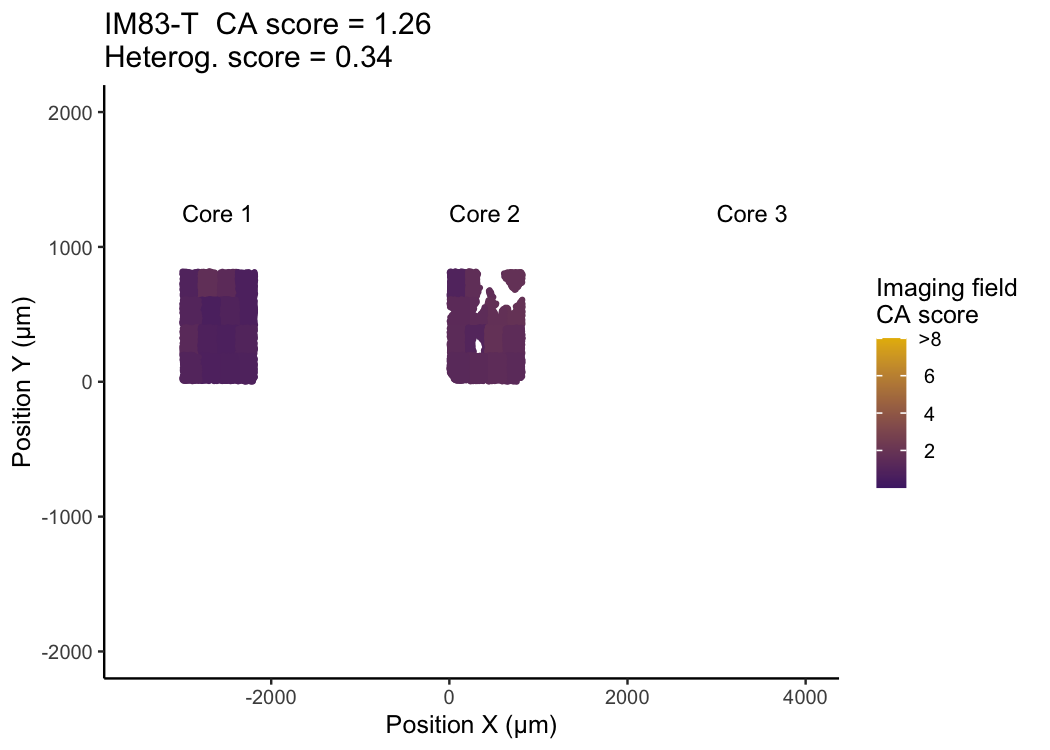 IM83-T  CA score = 1.26
Heterog. score = 0.34
2000
Core 1
Core 2
Core 3
1000
0
-1000
-2000
Position Y (µm)
-2000
0
2000
4000
Position X (µm)
Imaging field
CA score
>8
6
4
2